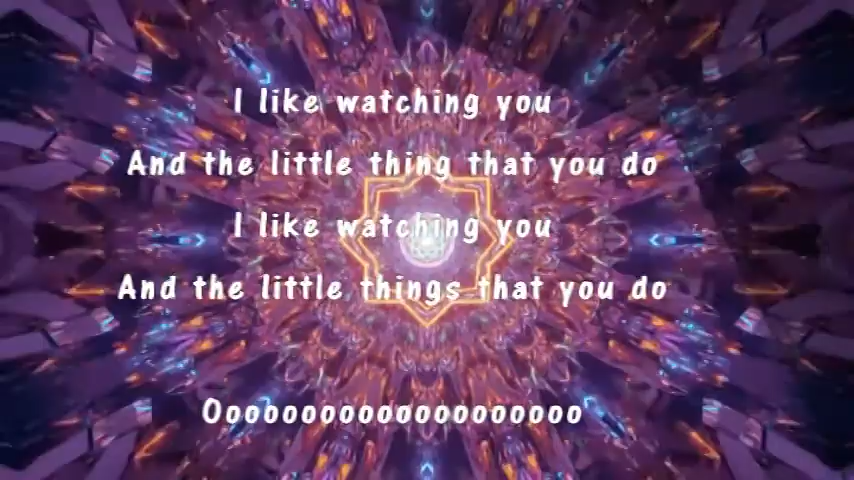 I like watching you
And the little thing that you do
I like watching you
And the little things that you do
Oooooooooooooooooooo